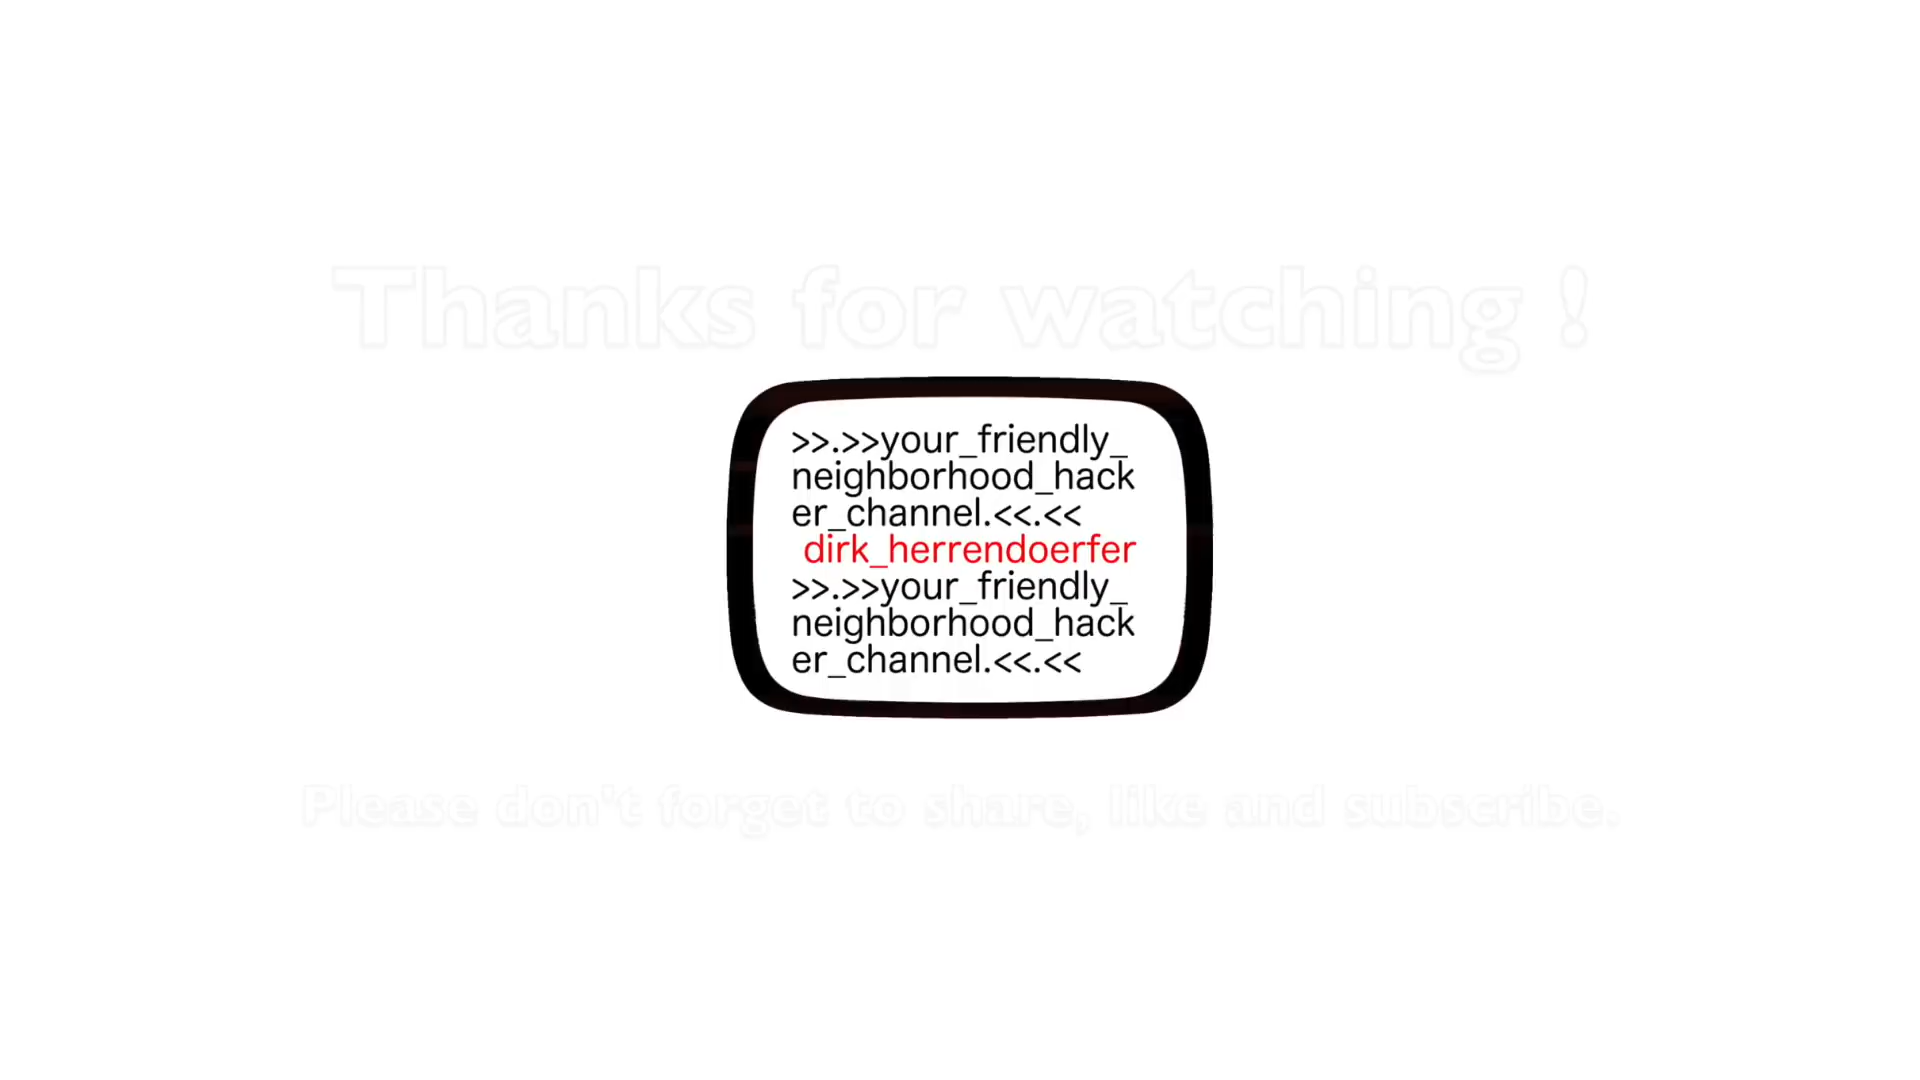 Thanks for watching !
>>.>>your_friendly_
neighborhood_hack
er_channel.<<.<<
dirk_herrendoerfer
>>.>>your_friendly_
neighborhood_hack
er_channel.<<.<<
Please don't forget to share, like and subscribe.